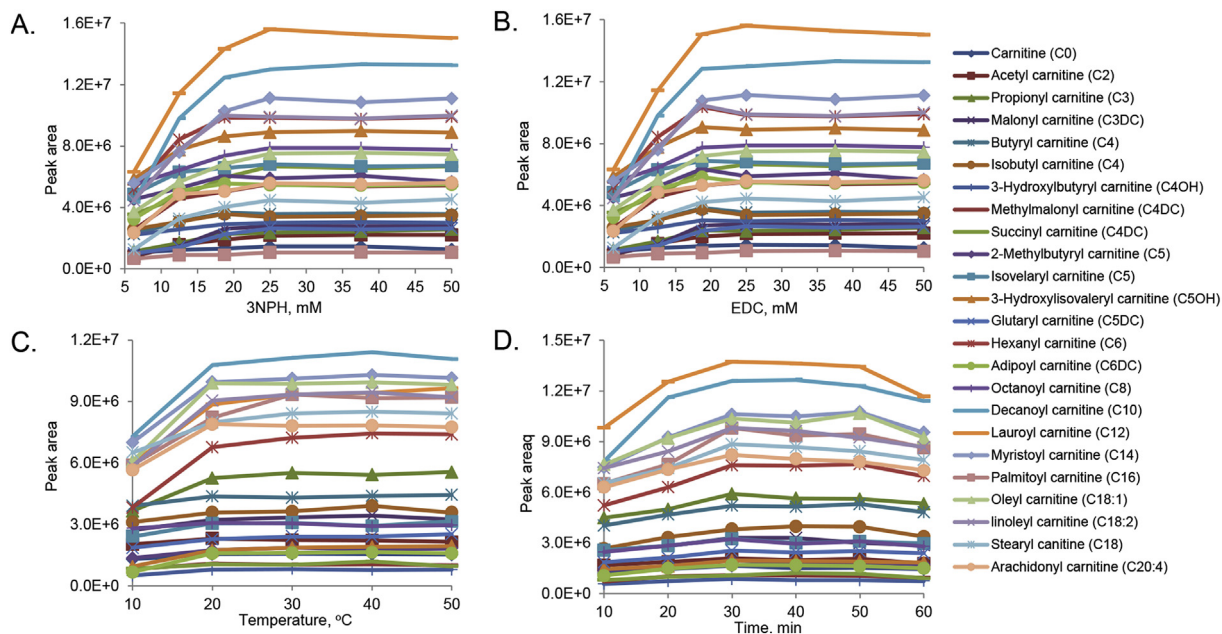 A.
1.6E+7
1.2E+7
8.0E+6
4.0E+6
0.0E+0
Peak area
5 10 15 20 25 30 35 40 45 50
3NPH, mM
B.
1.6E+7
1.2E+7
8.0E+6
4.0E+6
0.0E+0
Peak area
5 10 15 20 25 30 35 40 45 50
EDC, mM
C.
1.2E+7
9.0E+6
6.0E+6
3.0E+6
0.0E+0
Peak area
10 20 30 40 50
Temperature, ºC
D.
1.5E+7
1.2E+7
9.0E+6
6.0E+6
3.0E+6
0.0E+0
Peak areaq
10 20 30 40 50 60
Time, min
Carnitine (C0)
Acetyl carnitine (C2)
Propionyl carnitine (C3)
Malonyl carnitine (C3DC)
Butyryl carnitine (C4)
Isobutyl carnitine (C4)
3-Hydroxylbutyryl carnitine (C4OH)
Methylmalonyl carnitine (C4DC)
Succinyl carnitine (C4DC)
2-Methylbutyryl carnitine (C5)
Isovelaryl carnitine (C5)
3-Hydroxylisovaleryl carnitine (C5OH)
Glutaryl carnitine (C5DC)
Hexanyl carnitine (C6)
Adipoyl carnitine (C6DC)
Octanoyl carnitine (C8)
Decanoyl carnitine (C10)
Lauroyl carnitine (C12)
Myristoyl carnitine (C14)
Palmitoyl carnitine (C16)
Oleyl carnitine (C18:1)
linoleyl carnitine (C18:2)
Stearyl canitine (C18)
Arachidonyl carnitine (C20:4)